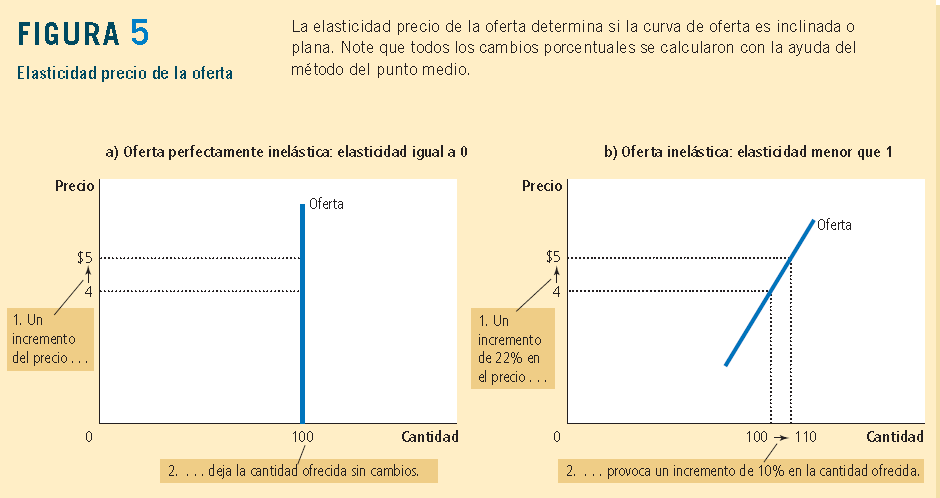 FIGURA 5
Elasticidad precio de la oferta
La elasticidad precio de la oferta determina si la curva de oferta es inclinada o
plana. Note que todos los cambios porcentuales se calcularon con la ayuda del
método del punto medio.
a) Oferta perfectamente inelástica: elasticidad igual a 0
Precio
Oferta
$5
4
1. Un
incremento
del precio . . .
0
100
Cantidad
2. . . . deja la cantidad ofrecida sin cambios.
b) Oferta inelástica: elasticidad menor que 1
Precio
Oferta
$5
4
1. Un
incremento
de 22% en
el precio . . .
0
100
110
Cantidad
2. . . . provoca un incremento de 10% en la cantidad ofrecida.